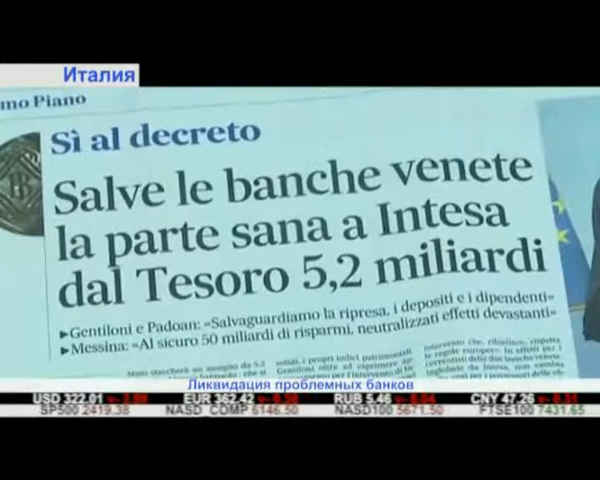 Италия
mo Piano
Sì al decreto
Salve le banche venete
la parte sana a Intesa
dal Tesoro 5,2 miliardi
▸Gentiloni e Padoan: «Salvaguardiamo la ripresa, i depositi e i dipendenti»
▸Messina: «Al sicuro 50 miliardi di risparmi, neutralizzati effetti devastanti»
Ликвидация проблемных банков
USD 322.01 EUR 362.42 RUB 5.46 CNY 47.26
SP500 2419.38 NASD COMP 6146.50 NASD100 5671.50 FTSE100 7431.65